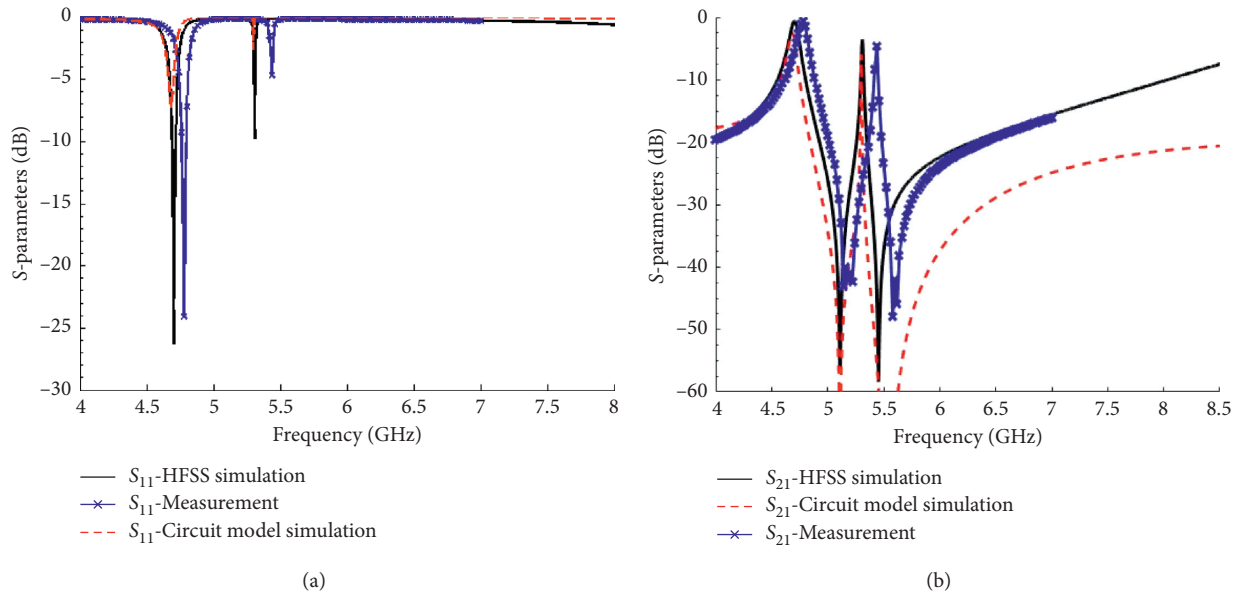 0
−5
−10
−15
−20
−25
−30
S-parameters (dB)
4 4.5 5 5.5 6 6.5 7 7.5 8
Frequency (GHz)
S₁₁-HFSS simulation
S₁₁-Measurement
S₁₁-Circuit model simulation
(a)
0
−10
−20
−30
−40
−50
−60
S-parameters (dB)
4 4.5 5 5.5 6 6.5 7 7.5 8 8.5
Frequency (GHz)
S₂₁-HFSS simulation
S₂₁-Circuit model simulation
S₂₁-Measurement
(b)